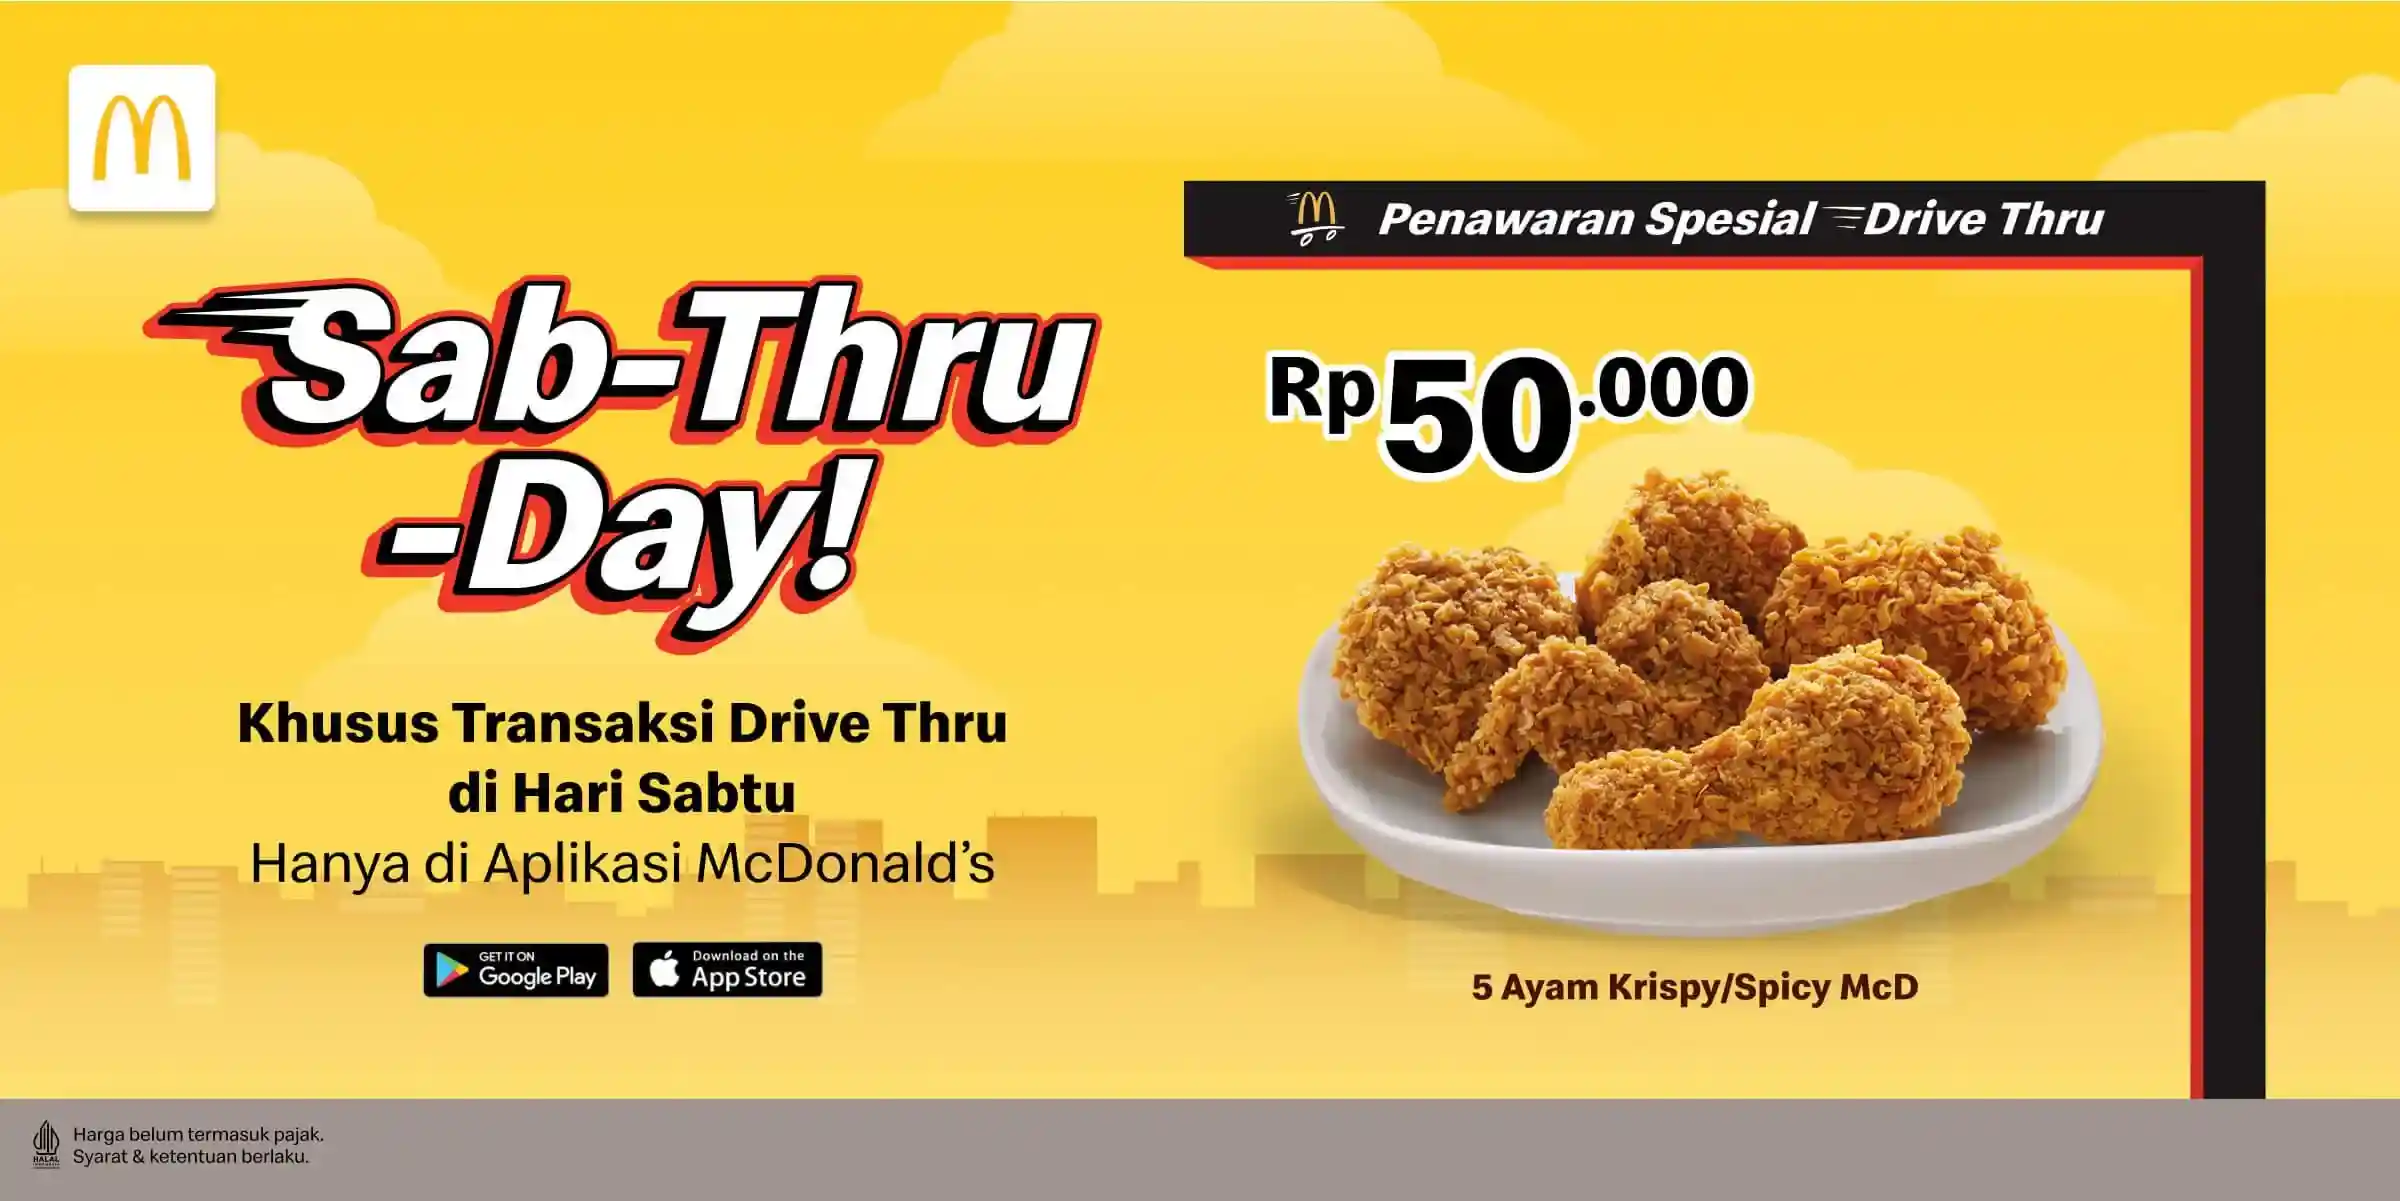 Sab-Thru
-Day!
Khusus Transaksi Drive Thru
di Hari Sabtu
Hanya di Aplikasi McDonald's
GET IT ON
Google Play
Download on the
App Store
Penawaran Spesial Drive Thru
Rp50.000
5 Ayam Krispy/Spicy McD
HALAL
Harga belum termasuk pajak.
Syarat & ketentuan berlaku.